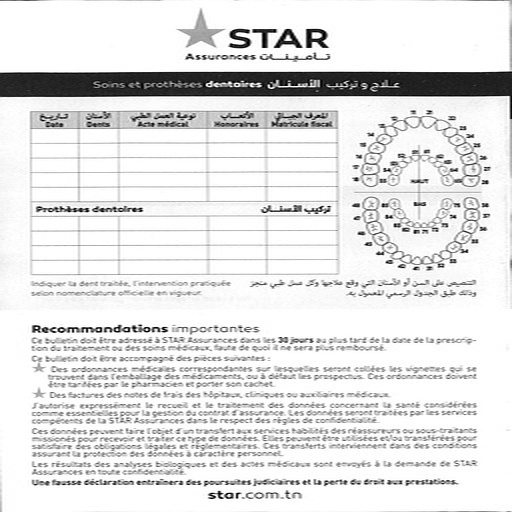 STAR
Assurances تـأمينـات
Soins et prothèses dentaires عـلاج و تركيب الأسـنـان
تـاريـخ الأسنان نوعية العمل الطبي الأتعـاب المعرف الجبـائي
Date Dents Acte médical Honoraires Matricule fiscal
Prothèses dentaires تركيب الأسـنـان
HAUT
BAS
Indiquer la dent traitée, l'intervention pratiquée
selon nomenclature officielle en vigueur.
التنصيص على السن أو الأسنان التي وقع علاجها وكل عمل طبي منجز
وذلك طبق الجدول الرسمي المعمول به.
Recommandations importantes
Ce bulletin doit être adressé à STAR Assurances dans les 30 jours au plus tard de la date de la prescrip-
tion du traitement ou des soins médicaux, faute de quoi il ne sera plus remboursé.
Ce bulletin doit être accompagné des pièces suivantes :
Des ordonnances médicales correspondantes sur lesquelles seront collées les vignettes qui se
trouvent dans l'emballage des médicaments, ou à défaut les prospectus. Ces ordonnances doivent
être tarifées par le pharmacien et porter son cachet.
Des factures des notes de frais des hôpitaux, cliniques ou auxiliaires médicaux.
J'autorise expressément le recueil et le traitement des données concernant la santé considérées
comme essentielles pour la gestion du contrat d'assurance. Les données seront traitées par les services
compétents de la STAR Assurances dans le respect des règles de confidentialité.
Ces données peuvent faire l'objet d'un transfert aux services habilités des réassureurs ou sous-traitants
missionés pour recevoir et traiter ce type de données. Elles peuvent être utilisées et/ou transférées pour
satisfaire des obligations légales et réglementaires. Ces transferts interviennent dans des conditions
assurant la protection des données à caractère personnel.
Les résultats des analyses biologiques et des actes médicaux sont envoyés à la demande de STAR
Assurances en toute confidentialité.
Une fausse déclaration entraînera des poursuites judiciaires et la perte du droit aux prestations.
star.com.tn